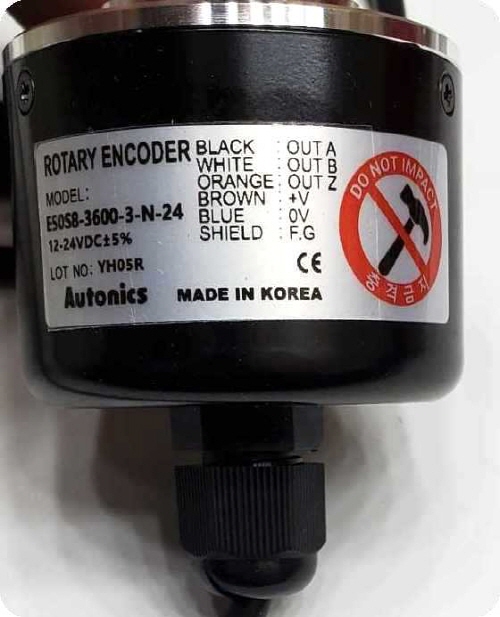 ROTARY ENCODER
MODEL:
E50S8-3600-3-N-24
12-24VDC±5%
LOT NO: YH05R
Autonics
BLACK : OUT A
WHITE : OUT B
ORANGE : OUT Z
BROWN : +V
BLUE : 0V
SHIELD : F.G
CE
MADE IN KOREA
DO NOT IMPACT
충격금지